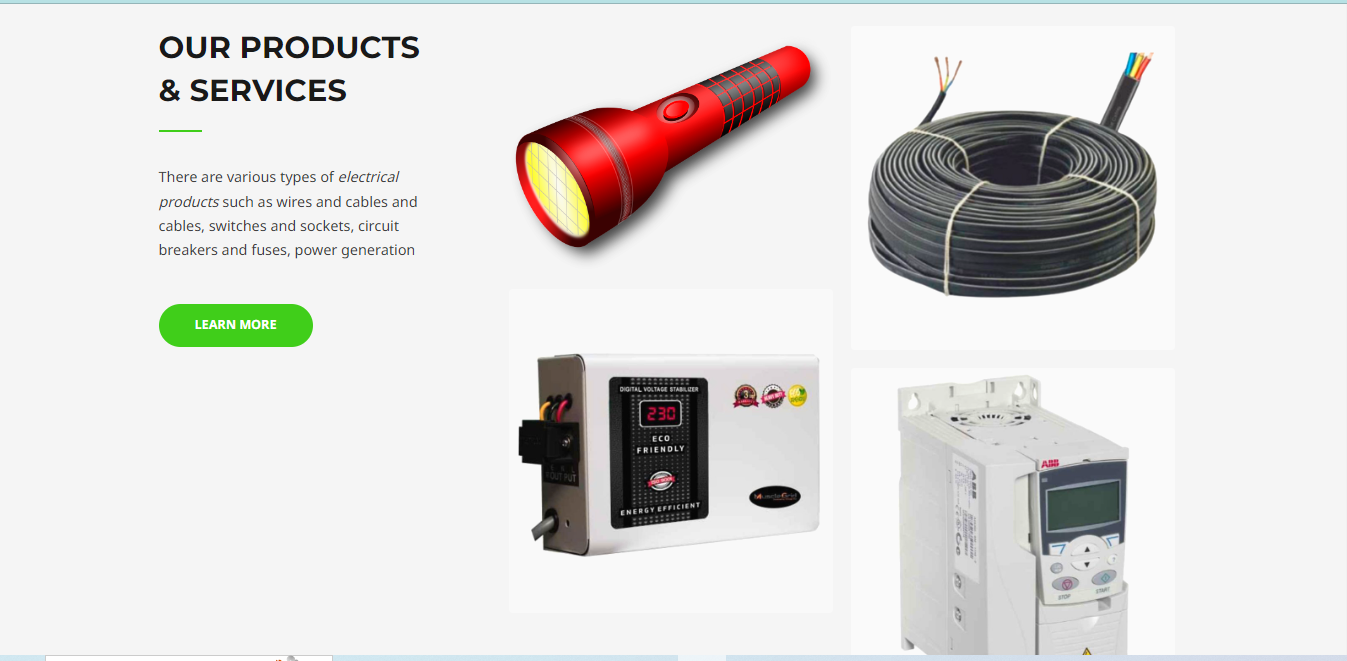 OUR PRODUCTS
& SERVICES
There are various types of electrical
products such as wires and cables and
cables, switches and sockets, circuit
breakers and fuses, power generation
LEARN MORE
DIGITAL VOLTAGE STABILIZER
230
ECO
FRIENDLY
ENERGY EFFICIENT
OUT PUT
MuscleGrid
ABB
ABB
STOP
START